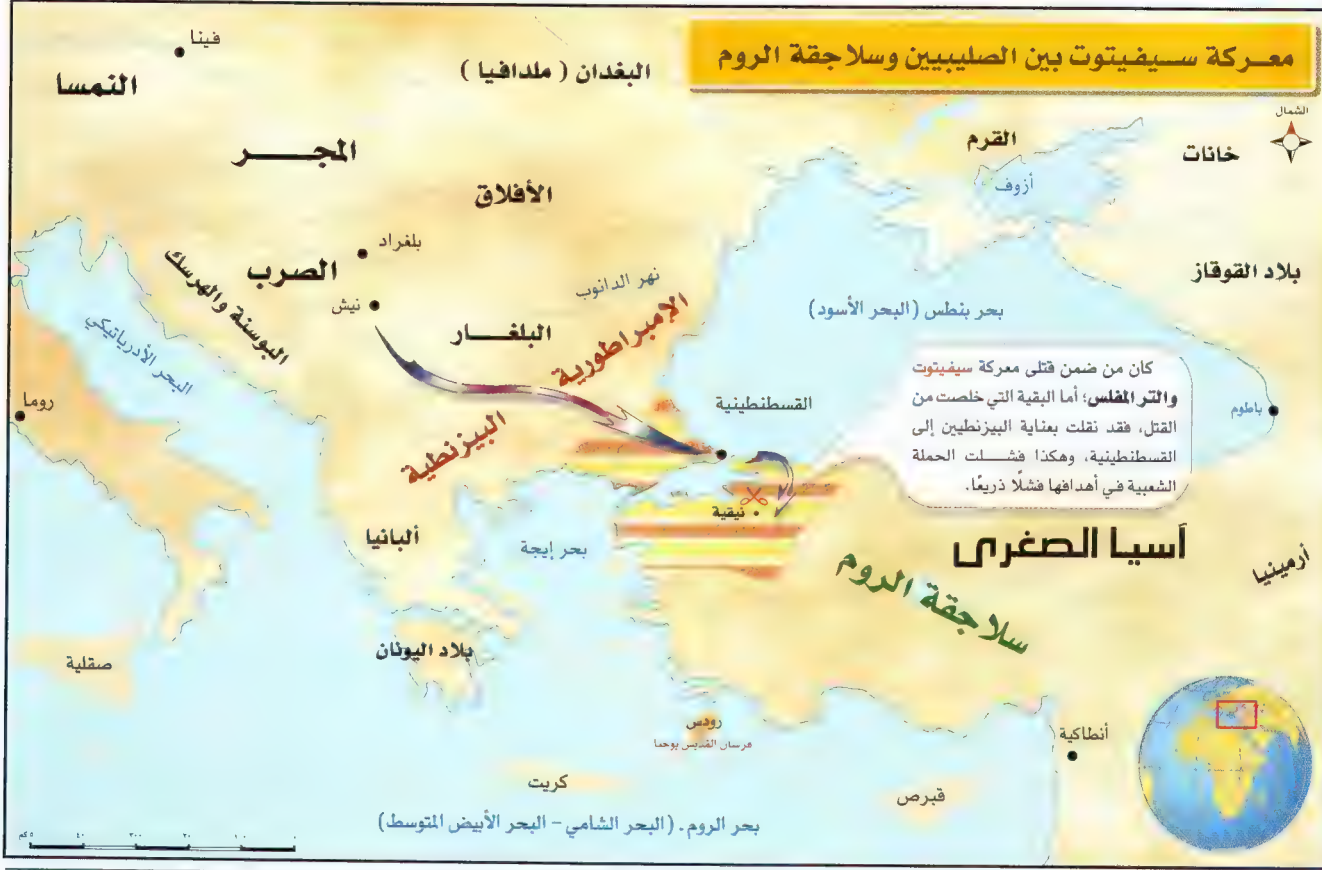 معركة سيفيتوت بين الصليبيين وسلاجقة الروم
الشمال
فينا
النمسا
البغدان ( ملدافيا )
القرم
خانات
أزوف
المجر
الأفلاق
بلغراد
الصرب
نيش
البوسنة والهرسك
نهر الدانوب
بلاد القوقاز
بحر بنطس (البحر الأسود)
البلغار
الإمبراطورية
البيزنطية
البحر الأدرياتيكي
روما
القسطنطينية
كان من ضمن قتلى معركة سيفيتوت
والتر المفلس؛ أما البقية التي خلصت من
القتل، فقد نقلت بعناية البيزنطيين إلى
القسطنطينية، وهكذا فشلت الحملة
الشعبية في أهدافها فشلًا ذريعًا.
باطوم
نيقية
ألبانيا
بحر إيجة
آسيا الصغرى
أرمينيا
سلاجقة الروم
صقلية
بلاد اليونان
رودس
فرسان القديس يوحنا
أنطاكية
كريت
قبرص
بحر الروم. (البحر الشامي - البحر الأبيض المتوسط)